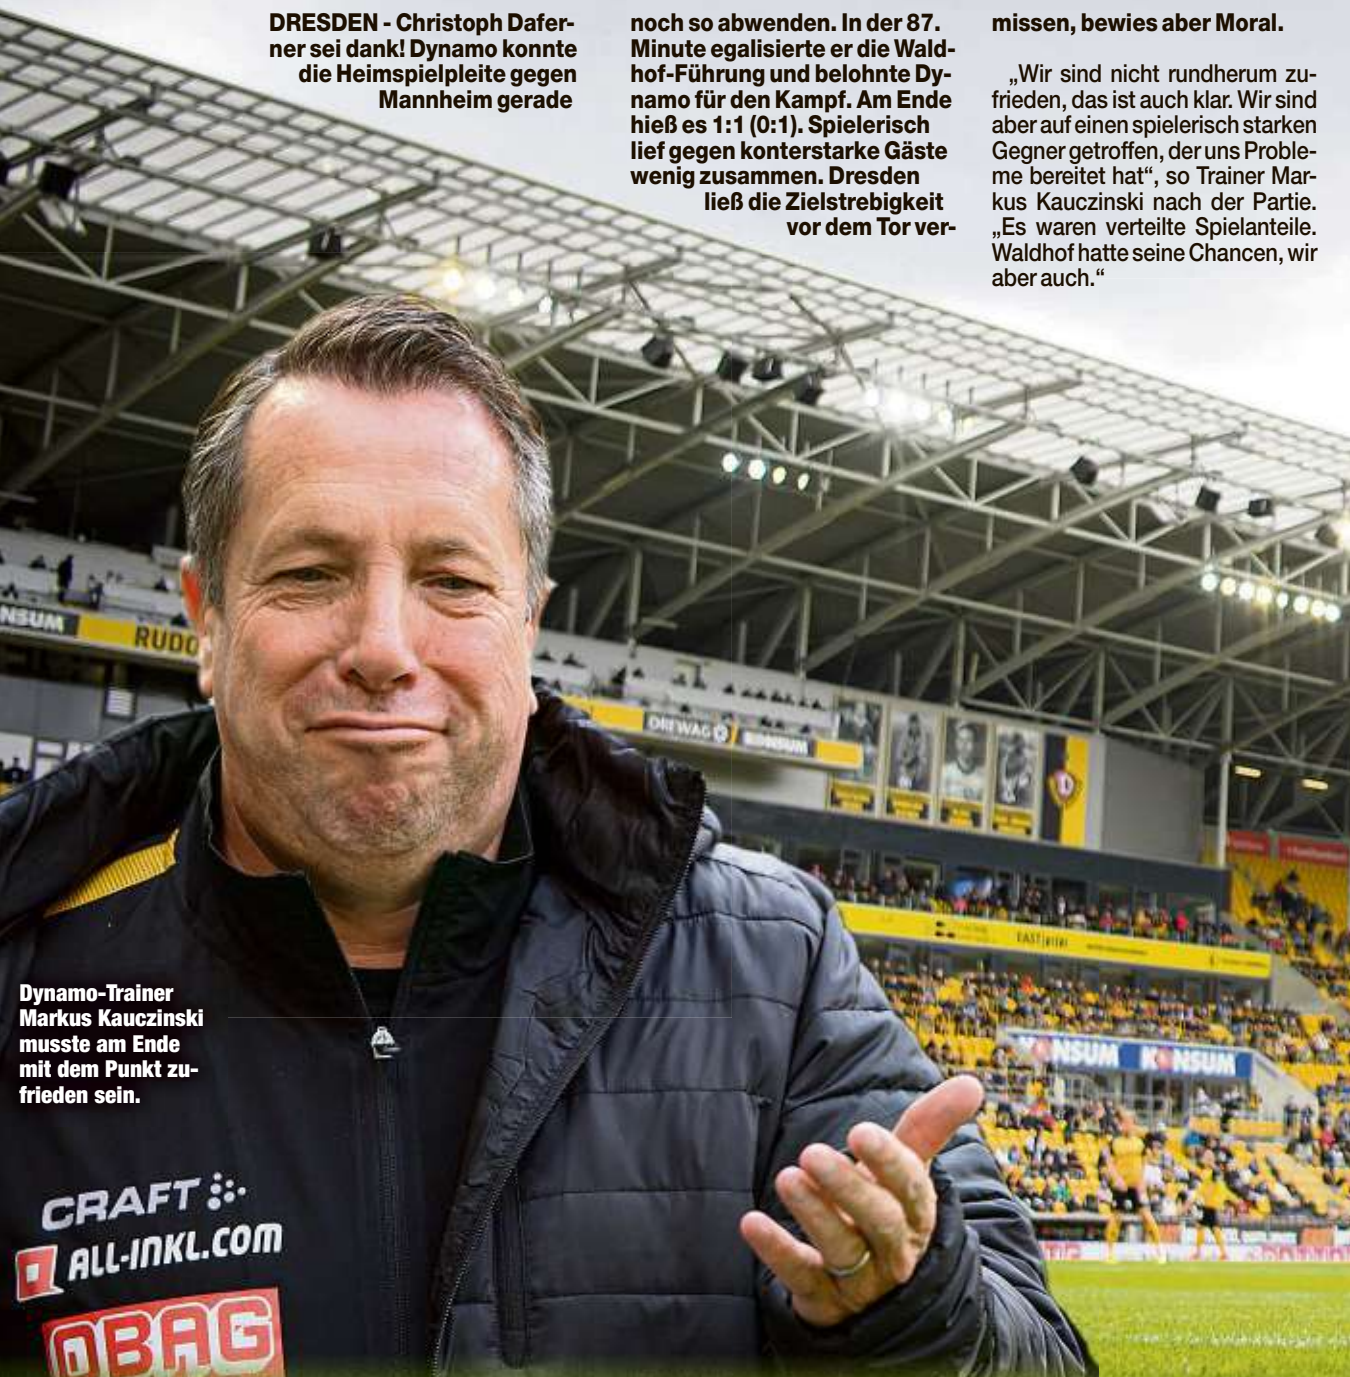 DRESDEN - Christoph Dafer-
ner sei dank! Dynamo konnte
die Heimspielpleite gegen
Mannheim gerade
noch so abwenden. In der 87.
Minute egalisierte er die Wald-
hof-Führung und belohnte Dy-
namo für den Kampf. Am Ende
hieß es 1:1 (0:1). Spielerisch
lief gegen konterstarke Gäste
wenig zusammen. Dresden
ließ die Zielstrebigkeit
vor dem Tor ver-
missen, bewies aber Moral.
„Wir sind nicht rundherum zu-
frieden, das ist auch klar. Wir sind
aber auf einen spielerisch starken
Gegner getroffen, der uns Proble-
me bereitet hat“, so Trainer Mar-
kus Kauczinski nach der Partie.
„Es waren verteilte Spielanteile.
Waldhof hatte seine Chancen, wir
aber auch.“
NSUM
RUDO
DREWAG
KONSUM
KONSUM KONSUM
Dynamo-Trainer
Markus Kauczinski
musste am Ende
mit dem Punkt zu-
frieden sein.
CRAFT
ALL-INKL.COM
OBAG